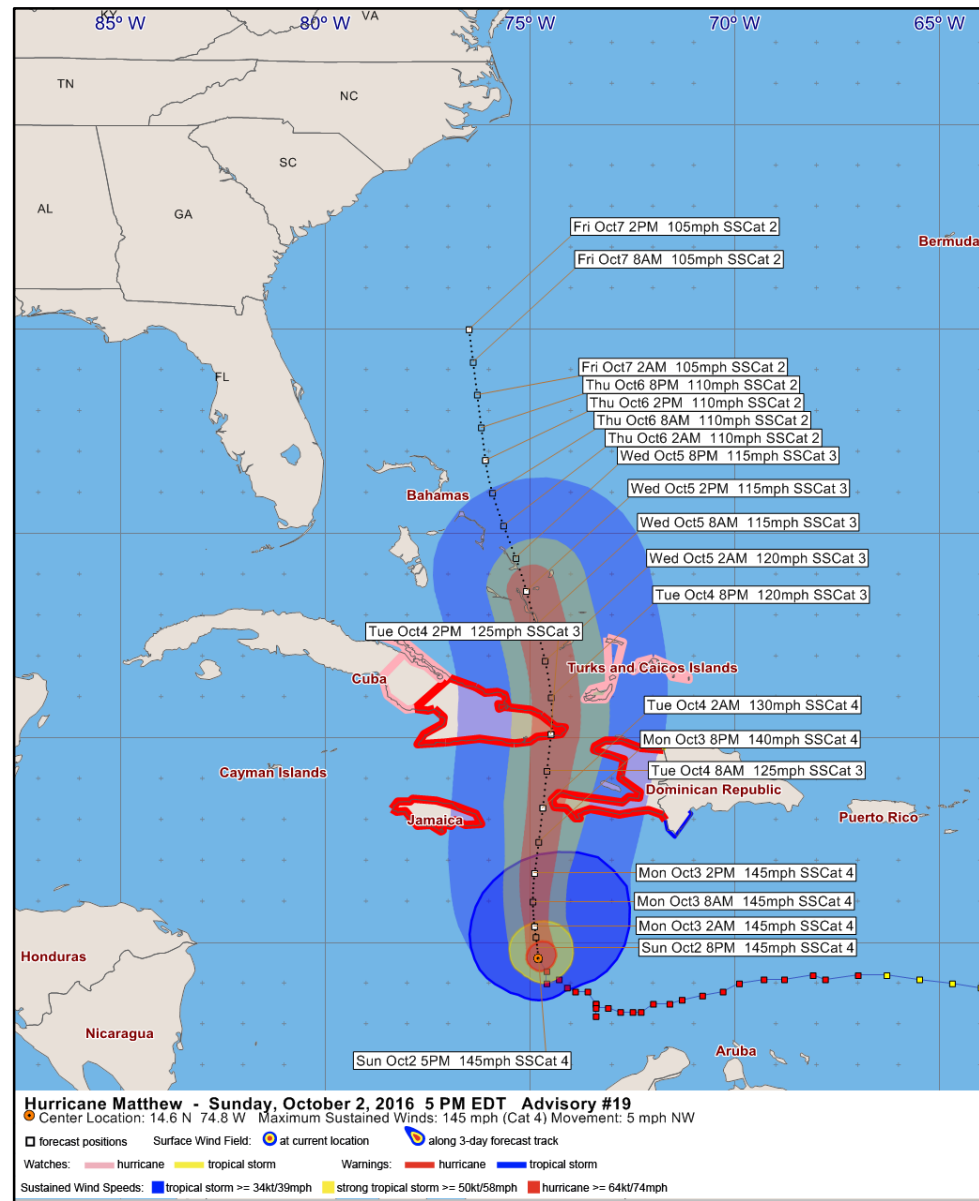 KY
VA
85° W
80° W
75° W
70° W
65° W
TN
NC
SC
AL
GA
Fri Oct7 2PM 105mph SSCat 2
Bermuda
Fri Oct7 8AM 105mph SSCat 2
FL
Fri Oct7 2AM 105mph SSCat 2
Thu Oct6 8PM 110mph SSCat 2
Thu Oct6 2PM 110mph SSCat 2
Thu Oct6 8AM 110mph SSCat 2
Thu Oct6 2AM 110mph SSCat 2
Wed Oct5 8PM 115mph SSCat 3
Wed Oct5 2PM 115mph SSCat 3
Bahamas
Wed Oct5 8AM 115mph SSCat 3
Wed Oct5 2AM 120mph SSCat 3
Tue Oct4 8PM 120mph SSCat 3
Tue Oct4 2PM 125mph SSCat 3
Turks and Caicos Islands
Cuba
Tue Oct4 2AM 130mph SSCat 4
Mon Oct3 8PM 140mph SSCat 4
Cayman Islands
Tue Oct4 8AM 125mph SSCat 3
Dominican Republic
Jamaica
Puerto Rico
Mon Oct3 2PM 145mph SSCat 4
Mon Oct3 8AM 145mph SSCat 4
Mon Oct3 2AM 145mph SSCat 4
Sun Oct2 8PM 145mph SSCat 4
Honduras
Nicaragua
Aruba
Sun Oct2 5PM 145mph SSCat 4
Hurricane Matthew - Sunday, October 2, 2016 5 PM EDT Advisory #19
Center Location: 14.6 N 74.8 W Maximum Sustained Winds: 145 mph (Cat 4) Movement: 5 mph NW
forecast positions Surface Wind Field: at current location along 3-day forecast track
Watches: hurricane tropical storm Warnings: hurricane tropical storm
Sustained Wind Speeds: tropical storm >= 34kt/39mph strong tropical storm >= 50kt/58mph hurricane >= 64kt/74mph